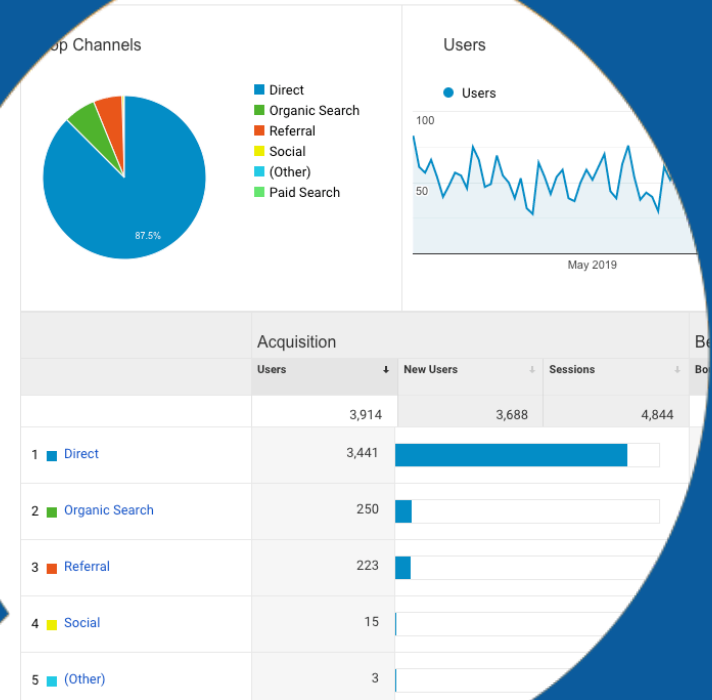 Channels
Direct
Organic Search
Referral
Social
(Other)
Paid Search
87.5%
Users
Users
100
50
May 2019
Acquisition
Users
New Users
Sessions
3,914
3,688
4,844
1 Direct 3,441
2 Organic Search 250
3 Referral 223
4 Social 15
5 (Other) 3